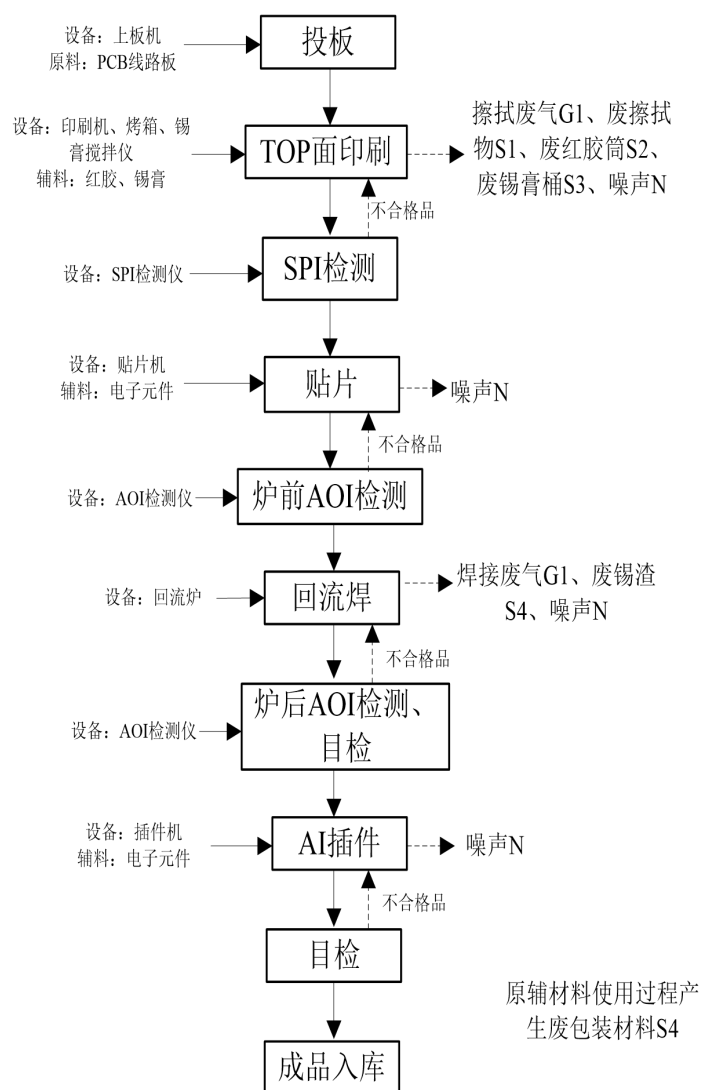 设备：上板机
原料：PCB线路板
投板
设备：印刷机、烤箱、锡
膏搅拌仪
辅料：红胶、锡膏
TOP面印刷
擦拭废气G1、废擦拭
物S1、废红胶筒S2、
废锡膏桶S3、噪声N
不合格品
设备：SPI检测仪
SPI检测
设备：贴片机
辅料：电子元件
贴片
噪声N
不合格品
设备：AOI检测仪
炉前AOI检测
设备：回流炉
回流焊
焊接废气G1、废锡渣
S4、噪声N
不合格品
设备：AOI检测仪
炉后AOI检测、
目检
设备：插件机
辅料：电子元件
AI插件
噪声N
不合格品
目检
原辅材料使用过程产
生废包装材料S4
成品入库